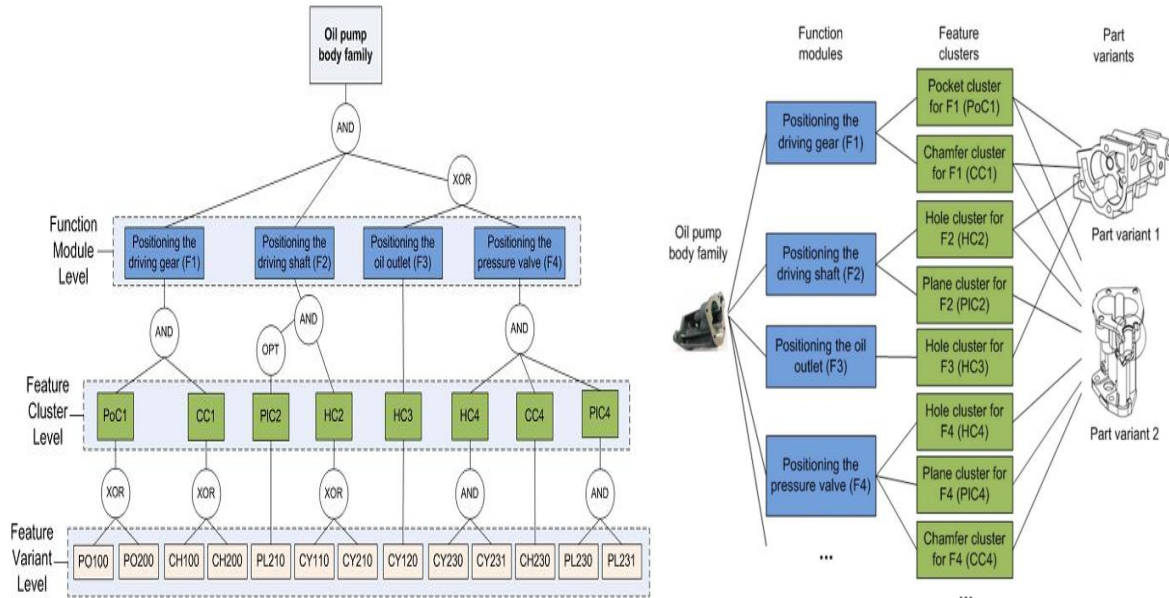 Oil pump
body family
AND
XOR
Function
Module
Level
Positioning the
driving gear (F1)
Positioning the
driving shaft (F2)
Positioning the
oil outlet (F3)
Positioning the
pressure valve (F4)
AND
AND
OPT
AND
Feature
Cluster
Level
PoC1
CC1
PlC2
HC2
HC3
HC4
CC4
PlC4
XOR
XOR
XOR
AND
AND
Feature
Variant
Level
PO100
PO200
CH100
CH200
PL210
CY110
CY210
CY120
CY230
CY231
CH230
PL230
PL231
Function
modules
Feature
clusters
Part
variants
Oil pump
body family
Positioning the
driving gear (F1)
Positioning the
driving shaft (F2)
Positioning the oil
outlet (F3)
Positioning the
pressure valve (F4)
...
Pocket cluster
for F1 (PoC1)
Chamfer cluster
for F1 (CC1)
Hole cluster for
F2 (HC2)
Plane cluster for
F2 (PlC2)
Hole cluster for
F3 (HC3)
Hole cluster for
F4 (HC4)
Plane cluster for
F4 (PlC4)
Chamfer cluster
for F4 (CC4)
...
Part variant 1
Part variant 2